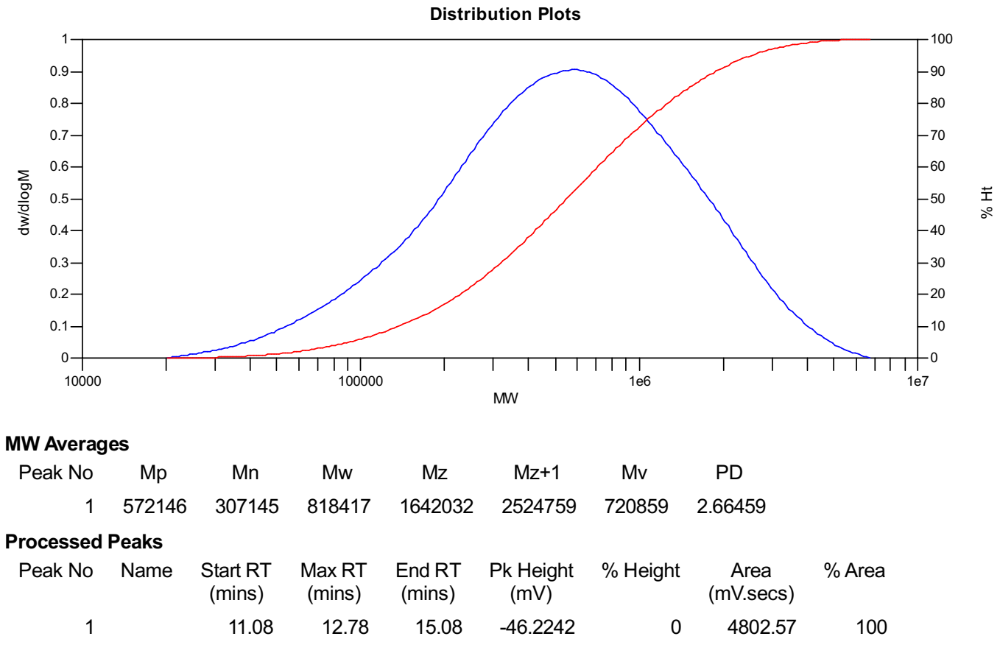 Distribution Plots
1 100
0.9 90
0.8 80
0.7 70
0.6 60
dw/dlogM 0.5 50 % Ht
0.4 40
0.3 30
0.2 20
0.1 10
0 0
10000 100000 1e6 1e7
MW
MW Averages
Peak No Mp Mn Mw Mz Mz+1 Mv PD
1 572146 307145 818417 1642032 2524759 720859 2.66459
Processed Peaks
Peak No Name Start RT Max RT End RT Pk Height % Height Area % Area
(mins) (mins) (mins) (mV) (mV.secs)
1 11.08 12.78 15.08 -46.2242 0 4802.57 100